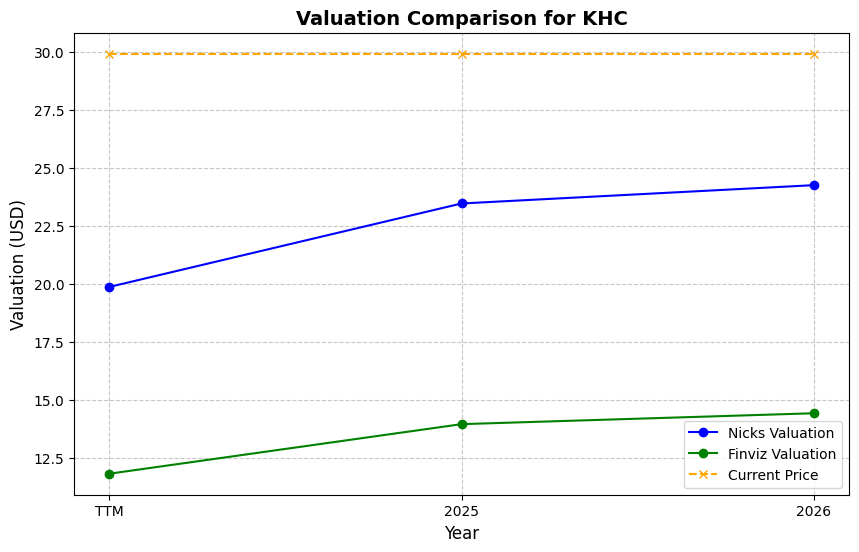 Valuation Comparison for KHC
Valuation (USD)
30.0
27.5
25.0
22.5
20.0
17.5
15.0
12.5
TTM 2025 2026
Year
Nicks Valuation
Finviz Valuation
Current Price